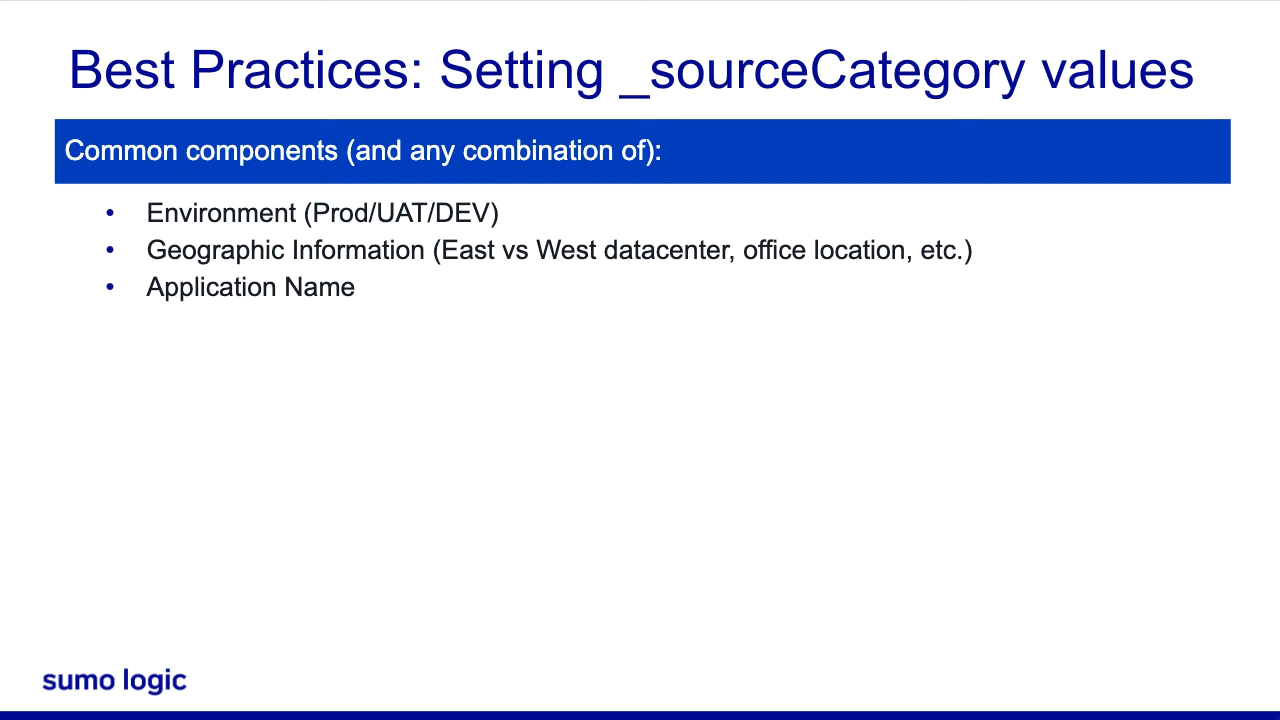 Best Practices: Setting _sourceCategory values
Common components (and any combination of):
• Environment (Prod/UAT/DEV)
• Geographic Information (East vs West datacenter, office location, etc.)
• Application Name
sumo logic